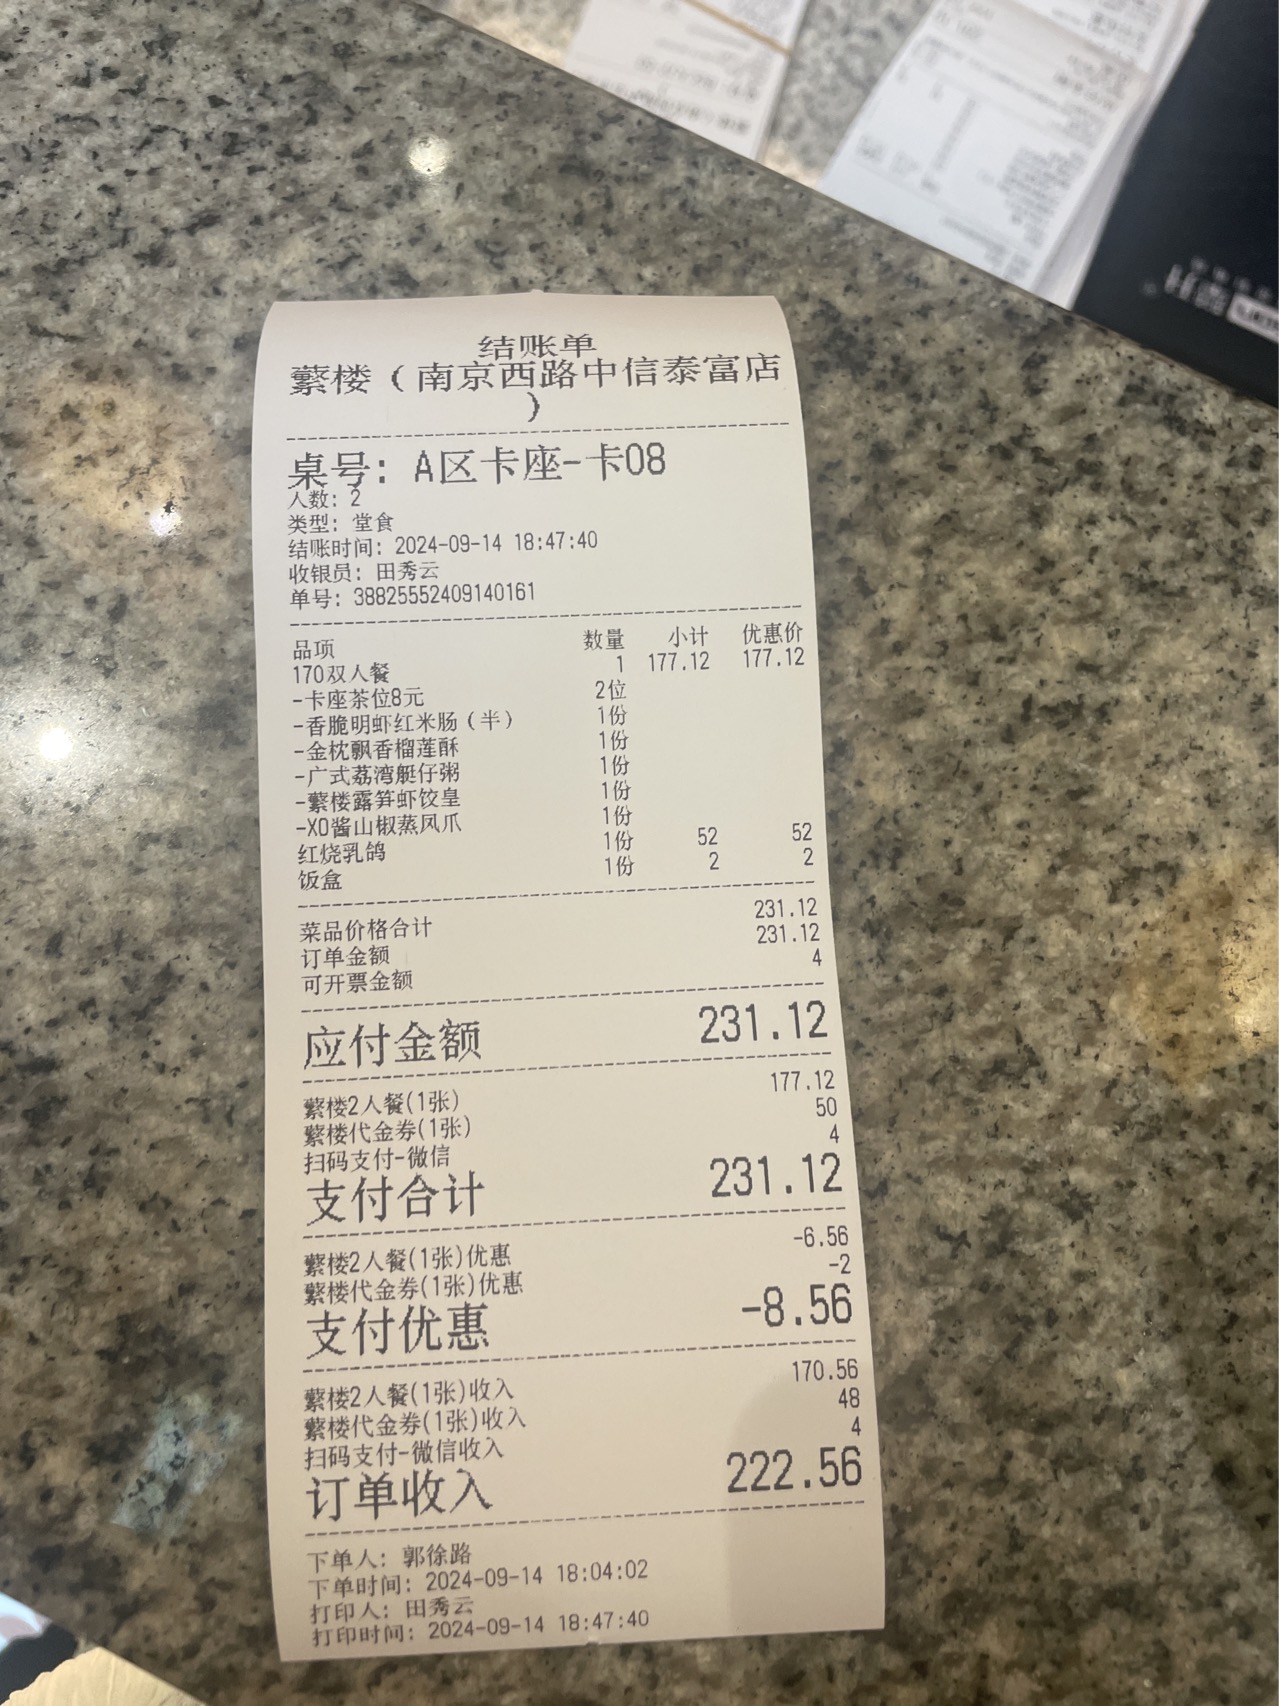 结账单
蘩楼（南京西路中信泰富店
）
桌号：A区卡座-卡08
人数：2
类型：堂食
结账时间：2024-09-14 18:47:40
收银员：田秀云
单号：38825552409140161
品项 数量 小计 优惠价
170双人餐 1 177.12 177.12
-卡座茶位8元 2位
-香脆明虾红米肠（半） 1份
-金枕飘香榴莲酥 1份
-广式荔湾艇仔粥 1份
-蘩楼露笋虾饺皇 1份
-XO酱山椒蒸凤爪 1份
红烧乳鸽 1份 52 52
饭盒 1份 2 2
菜品价格合计 231.12
订单金额 231.12
可开票金额 4
应付金额 231.12
蘩楼2人餐(1张) 177.12
蘩楼代金券(1张) 50
扫码支付-微信 4
支付合计 231.12
蘩楼2人餐(1张)优惠 -6.56
蘩楼代金券(1张)优惠 -2
支付优惠 -8.56
蘩楼2人餐(1张)收入 170.56
蘩楼代金券(1张)收入 48
扫码支付-微信收入 4
订单收入 222.56
下单人：郭徐路
下单时间：2024-09-14 18:04:02
打印人：田秀云
打印时间：2024-09-14 18:47:40